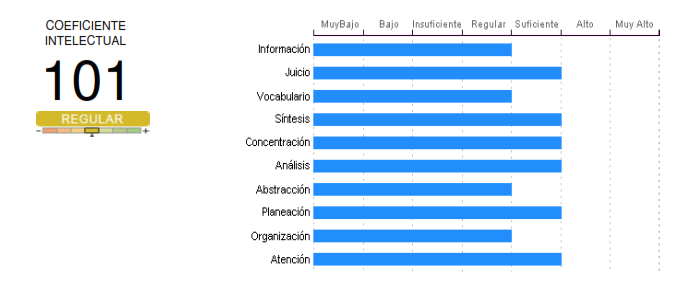 COEFICIENTE
INTELECTUAL
101
REGULAR
- +
MuyBajo Bajo Insuficiente Regular Suficiente Alto Muy Alto
Información
Juicio
Vocabulario
Síntesis
Concentración
Análisis
Abstracción
Planeación
Organización
Atención